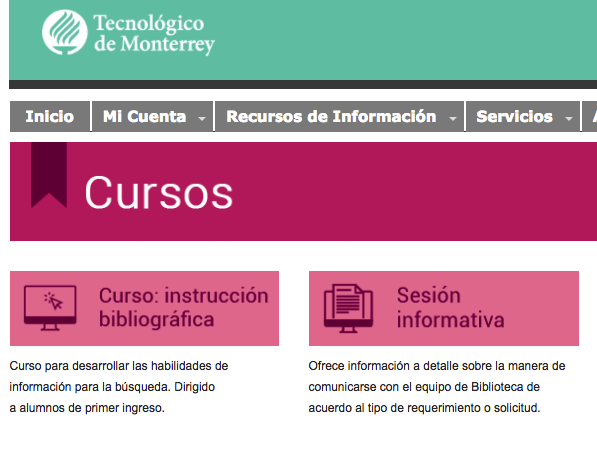 Tecnológico
de Monterrey
Inicio
Mi Cuenta
Recursos de Información
Servicios
Cursos
Curso: instrucción
bibliográfica
Curso para desarrollar las habilidades de
información para la búsqueda. Dirigido
a alumnos de primer ingreso.
Sesión
informativa
Ofrece información a detalle sobre la manera de
comunicarse con el equipo de Biblioteca de
acuerdo al tipo de requerimiento o solicitud.